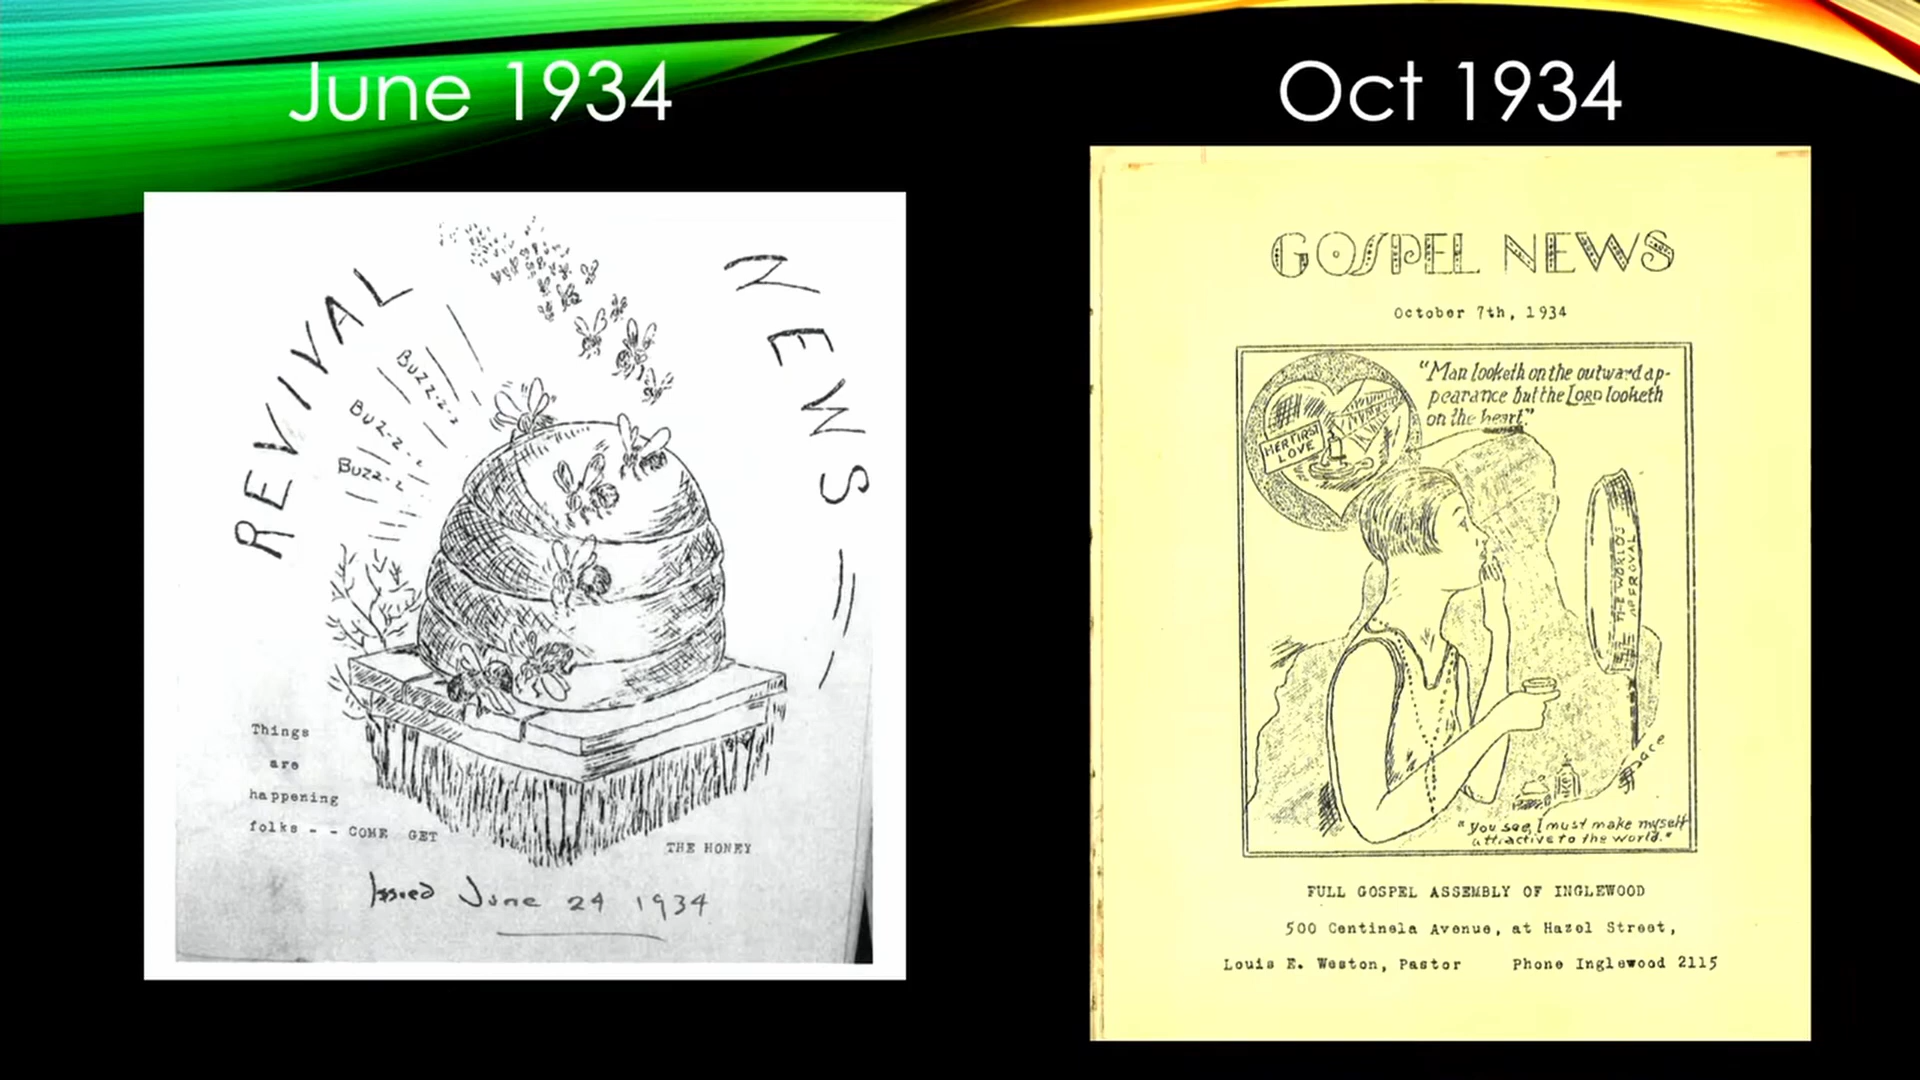 June 1934
Oct 1934
REVIVAL NEWS
BUZZ-Z-Z-Z
BUZ-Z-Z
BUZZ-Z
Things
are
happening
folks - - COME GET
THE HONEY
Issued June 24 1934
GOSPEL NEWS
October 7th, 1934
"Man looketh on the outward ap-
pearance but the LORD looketh
on the heart."
HER FIRST
LOVE
THE WORLD'S
APPROVAL
"you see, I must make myself
attractive to the world."
FULL GOSPEL ASSEMBLY OF INGLEWOOD
500 Centinela Avenue, at Hazel Street,
Louis E. Weston, Pastor Phone Inglewood 2115